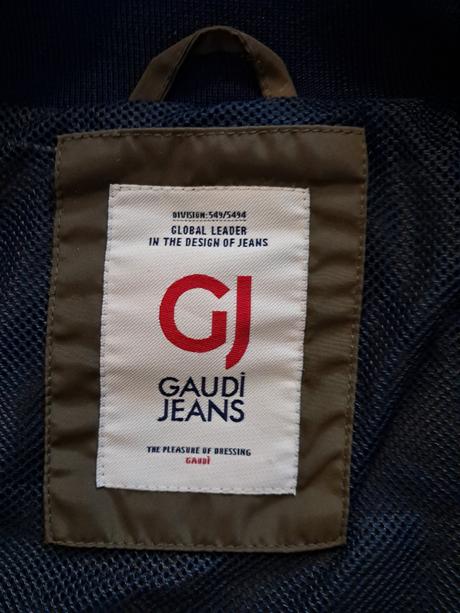 DIVISION: 549/5494
GLOBAL LEADER
IN THE DESIGN OF JEANS
GJ
GAUDÌ
JEANS
THE PLEASURE OF DRESSING
GAUDÌ